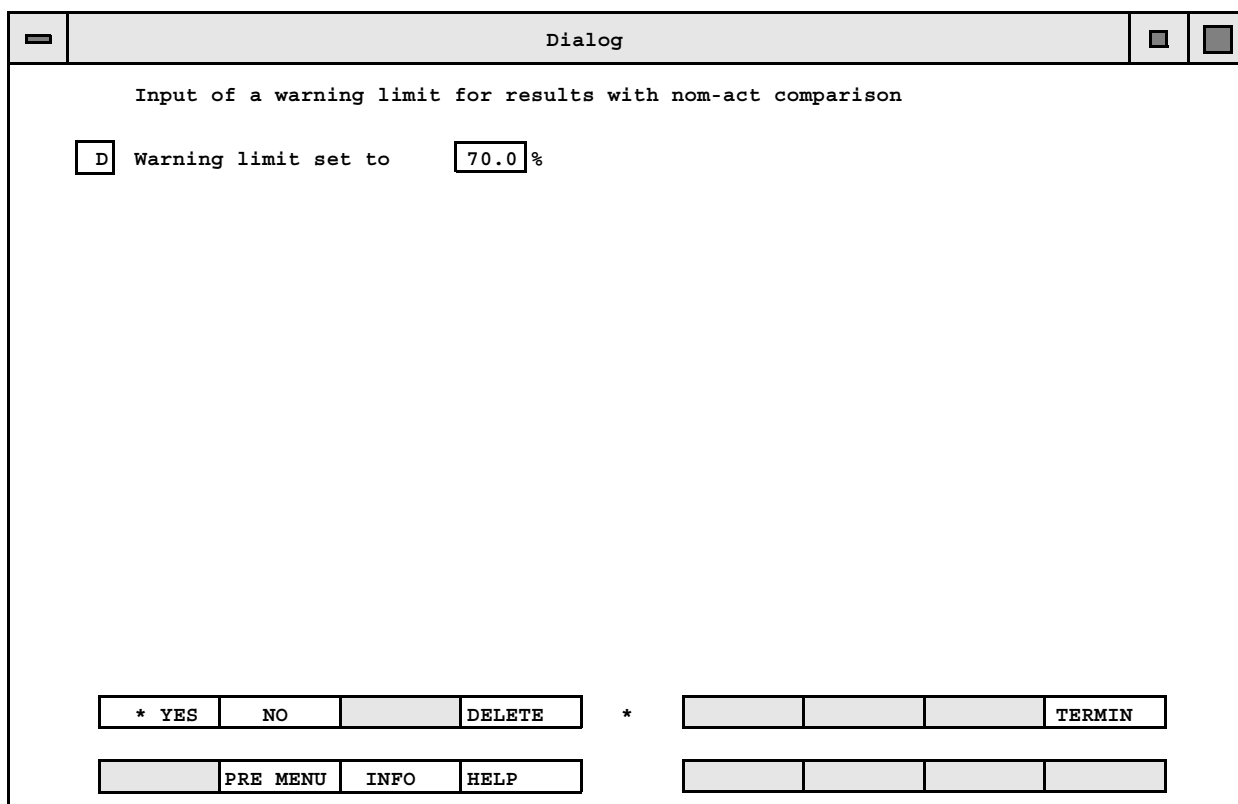 Dialog
Input of a warning limit for results with nom-act comparison
D Warning limit set to 70.0 %
* YES NO DELETE * TERMIN
PRE MENU INFO HELP